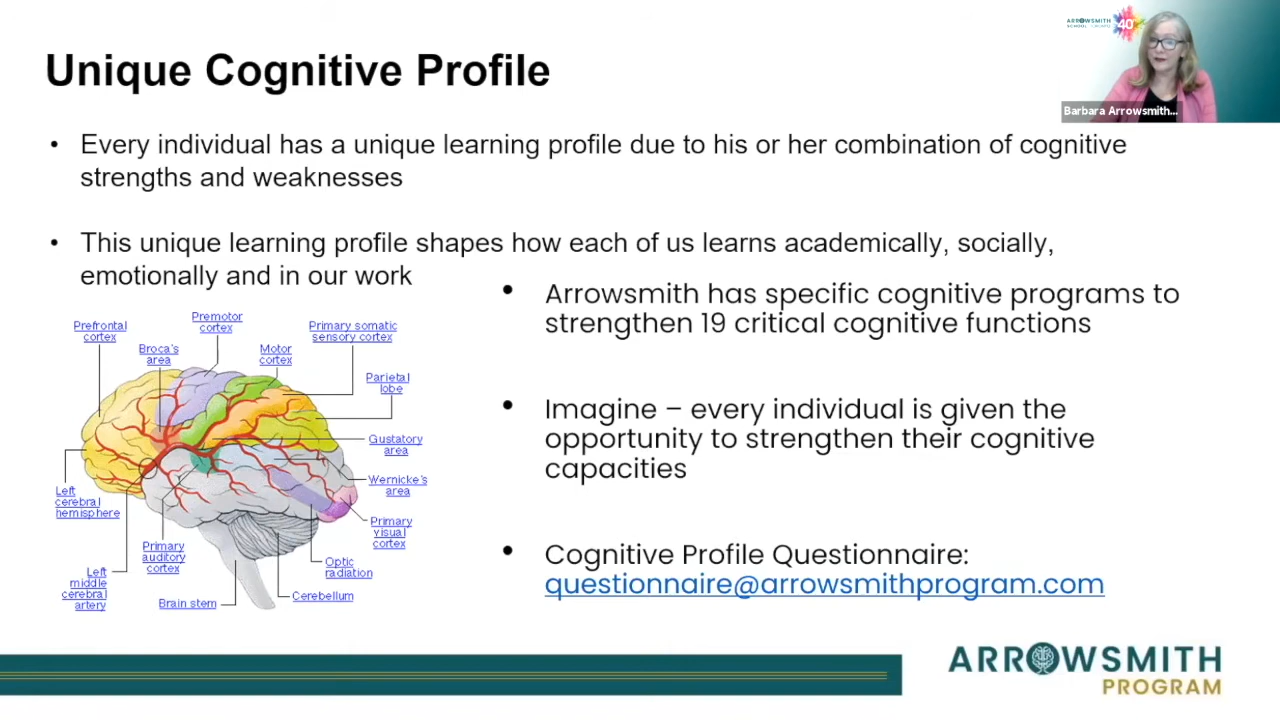 ARROWSMITH
40
Barbara Arrowsmith...
Unique Cognitive Profile
• Every individual has a unique learning profile due to his or her combination of cognitive
strengths and weaknesses
• This unique learning profile shapes how each of us learns academically, socially,
emotionally and in our work
• Arrowsmith has specific cognitive programs to
strengthen 19 critical cognitive functions
• Imagine – every individual is given the
opportunity to strengthen their cognitive
capacities
• Cognitive Profile Questionnaire:
questionnaire@arrowsmithprogram.com
Prefrontal
cortex
Broca's
area
Premotor
cortex
Motor
cortex
Primary somatic
sensory cortex
Parietal
lobe
Gustatory
area
Wernicke's
area
Primary
visual
cortex
Optic
radiation
Cerebellum
Brain stem
Left
middle
cerebral
artery
Primary
auditory
cortex
Left
cerebral
hemisphere
ARROWSMITH
PROGRAM